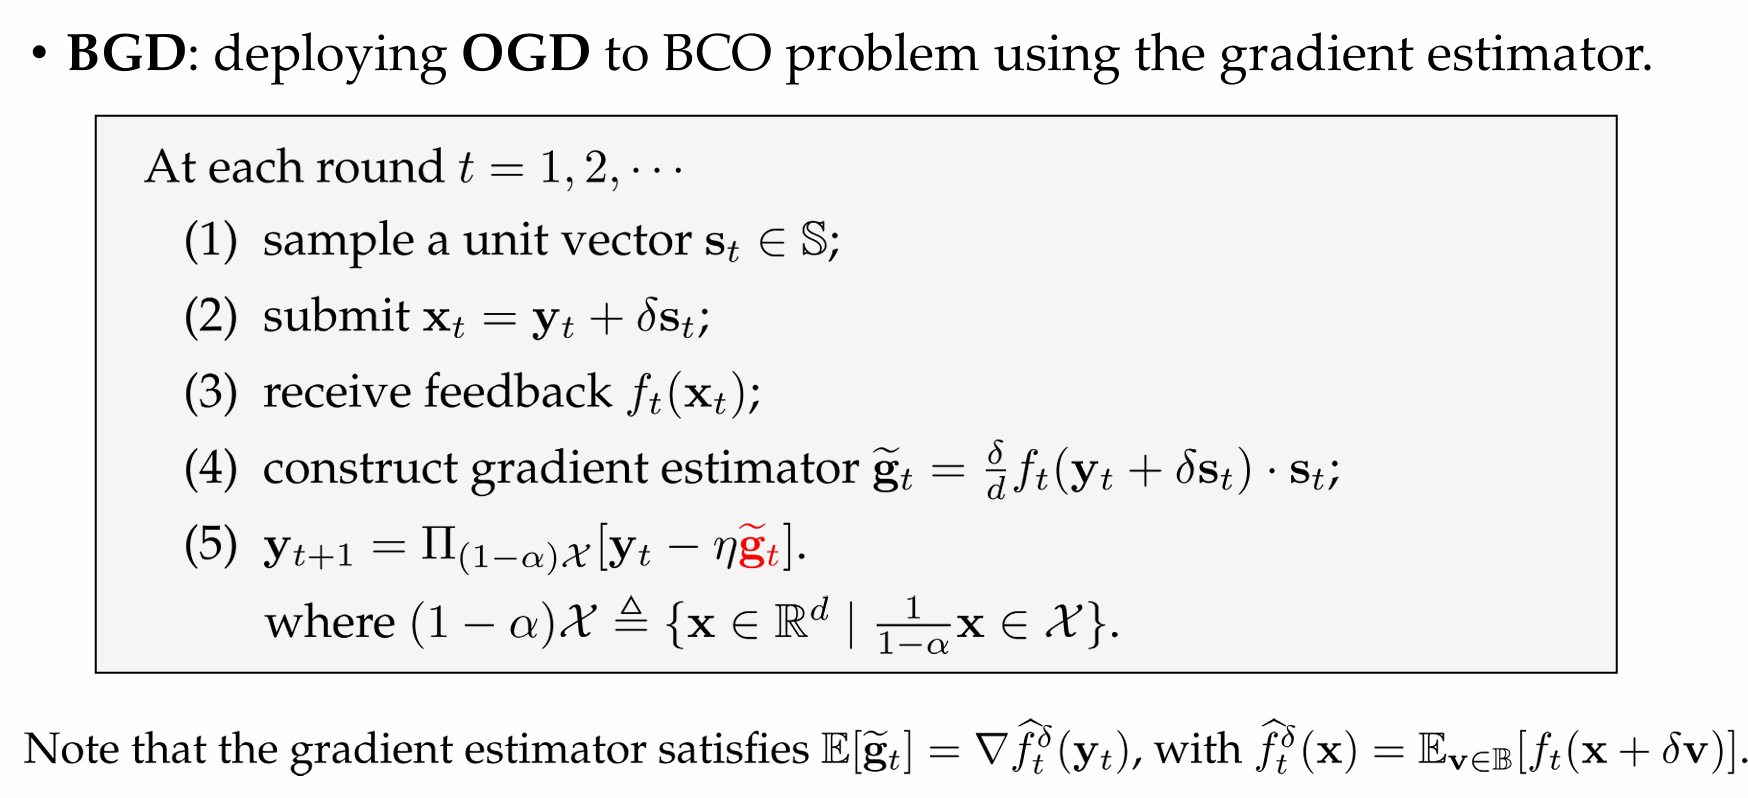 • BGD: deploying OGD to BCO problem using the gradient estimator.
At each round $t = 1, 2, \cdots$
(1) sample a unit vector $\mathbf{s}_t \in \mathbb{S}$;
(2) submit $\mathbf{x}_t = \mathbf{y}_t + \delta \mathbf{s}_t$;
(3) receive feedback $f_t(\mathbf{x}_t)$;
(4) construct gradient estimator $\widetilde{\mathbf{g}}_t = \frac{\delta}{d} f_t(\mathbf{y}_t + \delta \mathbf{s}_t) \cdot \mathbf{s}_t$;
(5) $\mathbf{y}_{t+1} = \Pi_{(1-\alpha)\mathcal{X}}[\mathbf{y}_t - \eta \widetilde{\mathbf{g}}_t]$.
where $(1 - \alpha)\mathcal{X} \triangleq \{\mathbf{x} \in \mathbb{R}^d \mid \frac{1}{1-\alpha}\mathbf{x} \in \mathcal{X}\}$.
Note that the gradient estimator satisfies $\mathbb{E}[\widetilde{\mathbf{g}}_t] = \nabla \widehat{f}_t^{\delta}(\mathbf{y}_t)$, with $\widehat{f}_t^{\delta}(\mathbf{x}) = \mathbb{E}_{\mathbf{v} \in \mathbb{B}}[f_t(\mathbf{x} + \delta \mathbf{v})]$.